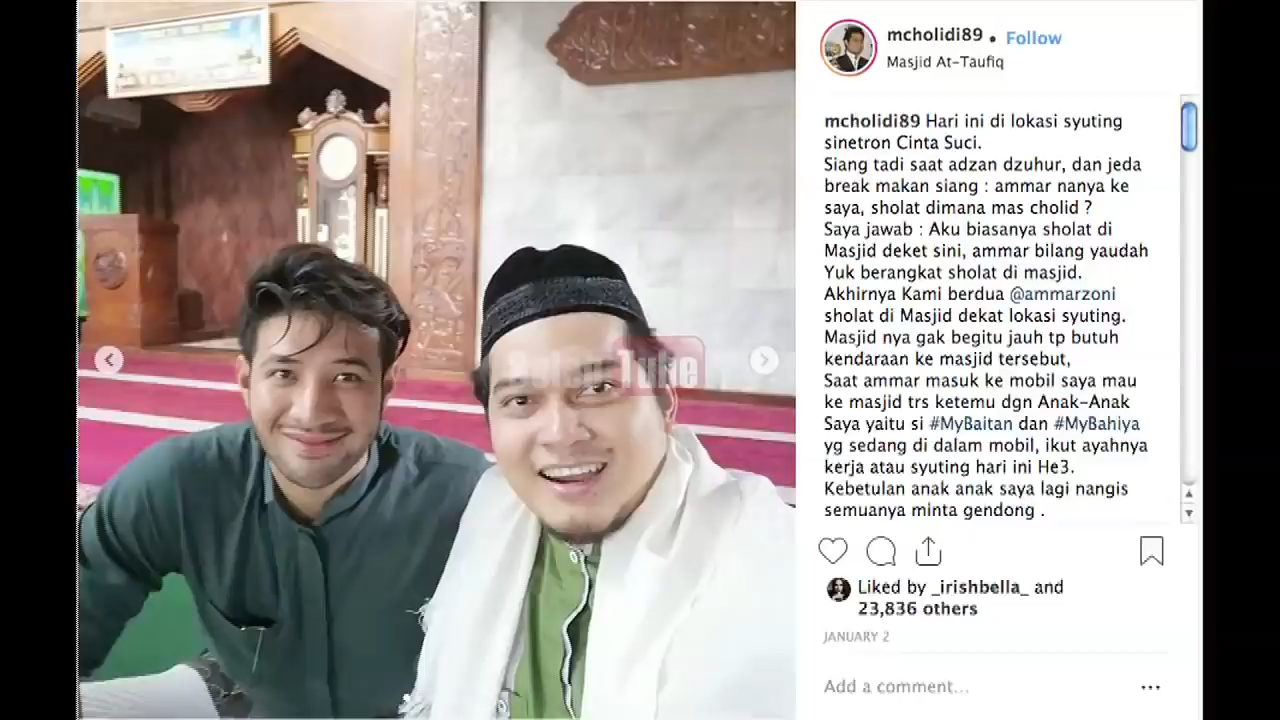 mcholidi89 • Follow
Masjid At-Taufiq
mcholidi89 Hari ini di lokasi syuting
sinetron Cinta Suci.
Siang tadi saat adzan dzuhur, dan jeda
break makan siang : ammar nanya ke
saya, sholat dimana mas cholid ?
Saya jawab : Aku biasanya sholat di
Masjid deket sini, ammar bilang yaudah
Yuk berangkat sholat di masjid.
Akhirnya Kami berdua @ammarzoni
sholat di Masjid dekat lokasi syuting.
Masjid nya gak begitu jauh tp butuh
kendaraan ke masjid tersebut,
Saat ammar masuk ke mobil saya mau
ke masjid trs ketemu dgn Anak-Anak
Saya yaitu si #MyBaitan dan #MyBahiya
yg sedang di dalam mobil, ikut ayahnya
kerja atau syuting hari ini He3.
Kebetulan anak anak saya lagi nangis
semuanya minta gendong .
Liked by _irishbella_ and
23,836 others
JANUARY 2
Add a comment...